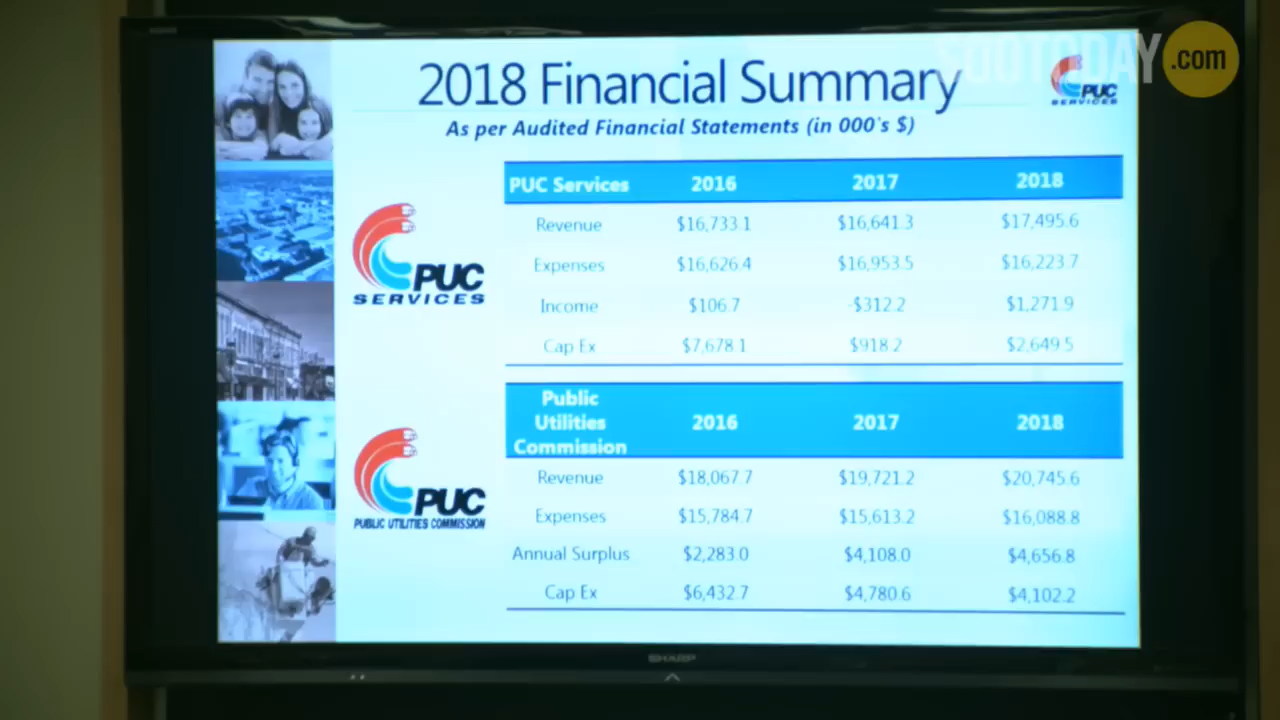 SOOTODAY .com
2018 Financial Summary
PUC
SERVICES
As per Audited Financial Statements (in 000's $)
PUC Services 2016 2017 2018
Revenue $16,733.1 $16,641.3 $17,495.6
Expenses $16,626.4 $16,953.5 $16,223.7
Income $106.7 -$312.2 $1,271.9
Cap Ex $7,678.1 $918.2 $2,649.5
PUC
SERVICES
Public
Utilities
Commission 2016 2017 2018
Revenue $18,067.7 $19,721.2 $20,745.6
Expenses $15,784.7 $15,613.2 $16,088.8
Annual Surplus $2,283.0 $4,108.0 $4,656.8
Cap Ex $6,432.7 $4,780.6 $4,102.2
PUC
PUBLIC UTILITIES COMMISSION
SHARP